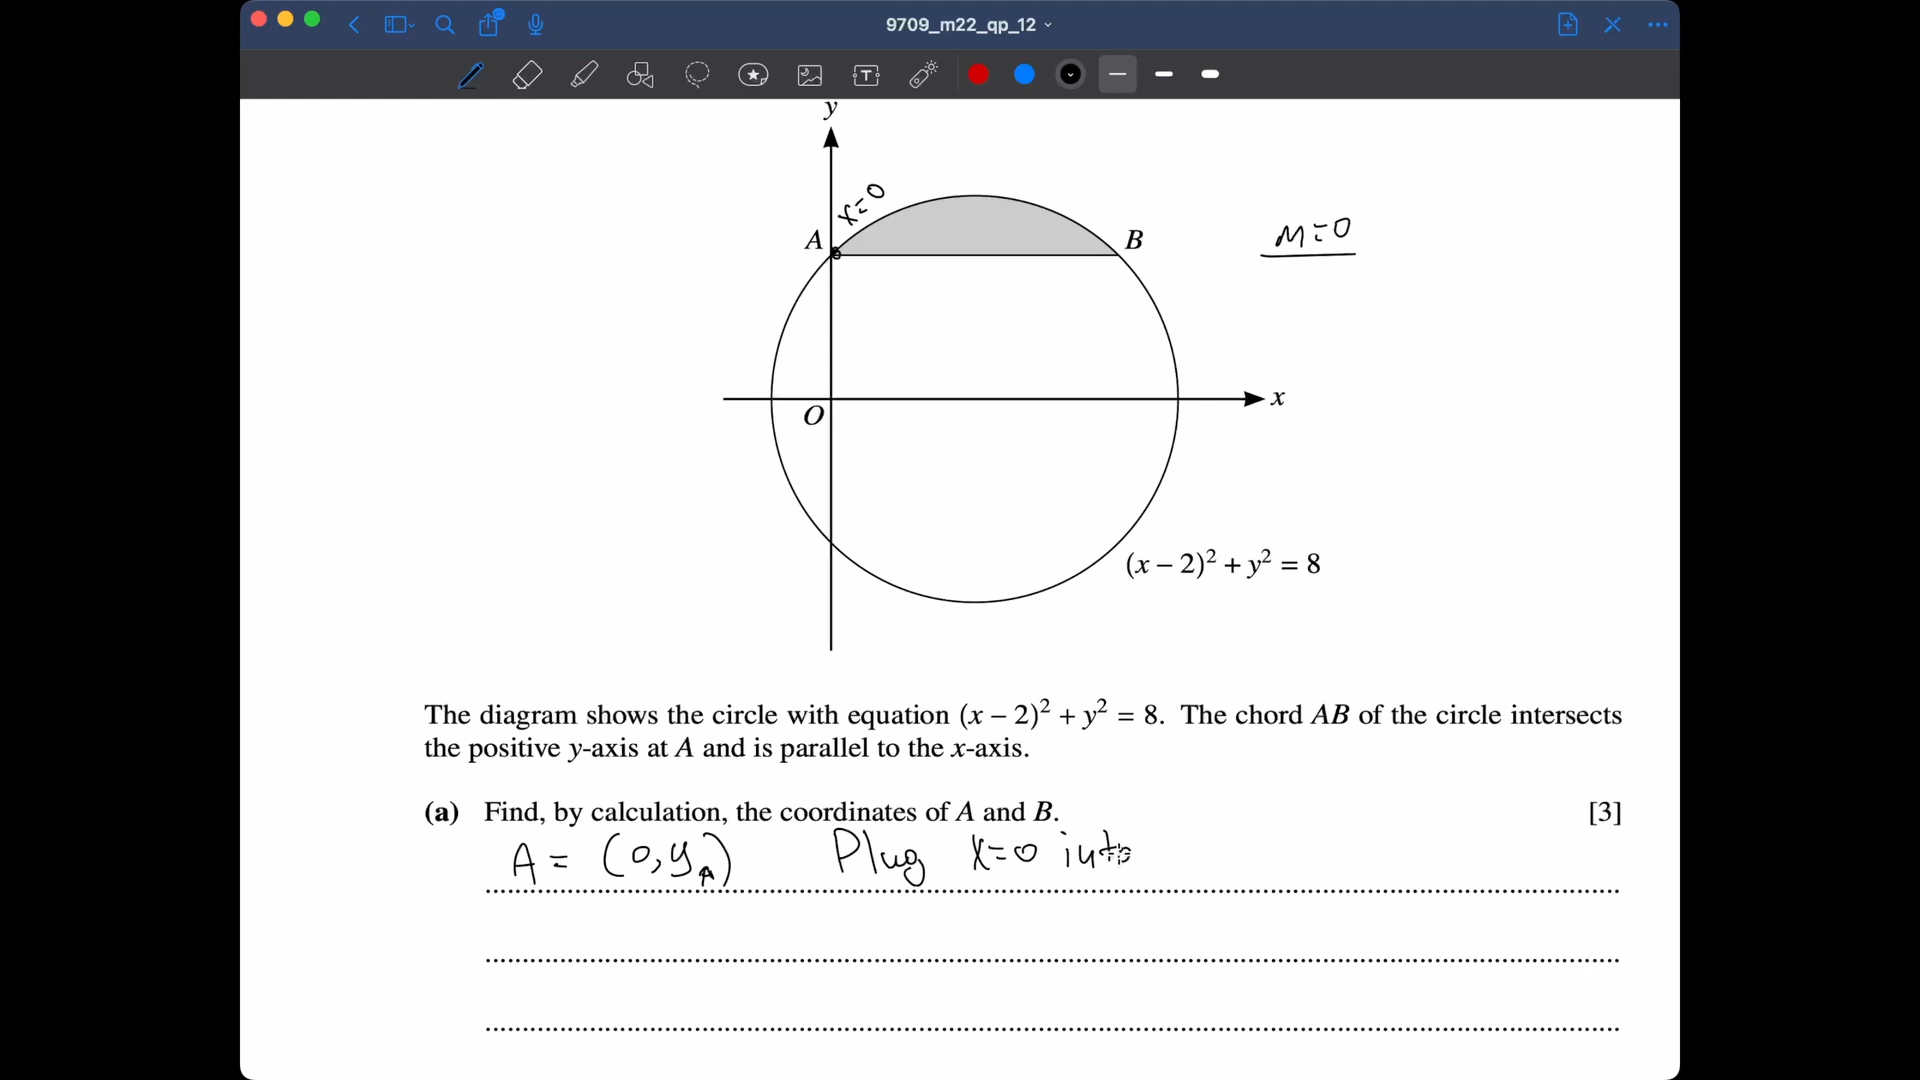 9709_m22_qp_12
y
x=0
A
B
m=0
O
x
(x – 2)² + y² = 8
The diagram shows the circle with equation (x – 2)² + y² = 8. The chord AB of the circle intersects
the positive y-axis at A and is parallel to the x-axis.
(a) Find, by calculation, the coordinates of A and B. [3]
A = (0, y_A) Plug x=0 into